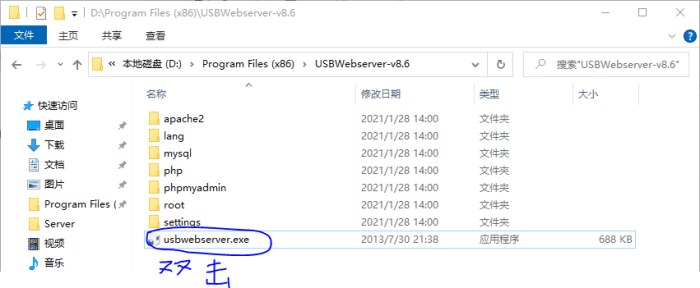 D:\Program Files (x86)\USBWebserver-v8.6
文件 主页 共享 查看
« 本地磁盘 (D:) > Program Files (x86) > USBWebserver-v8.6
搜索"USBWebserver-v8.6"
名称 修改日期 类型 大小
快速访问
桌面
下载
文档
图片
Program Files (
Server
视频
音乐
apache2 2021/1/28 14:00 文件夹
lang 2021/1/28 14:00 文件夹
mysql 2021/1/28 14:00 文件夹
php 2021/1/28 14:00 文件夹
phpmyadmin 2021/1/28 14:00 文件夹
root 2021/1/28 14:00 文件夹
settings 2021/1/28 14:00 文件夹
usbwebserver.exe 2013/7/30 21:38 应用程序 688 KB
双击